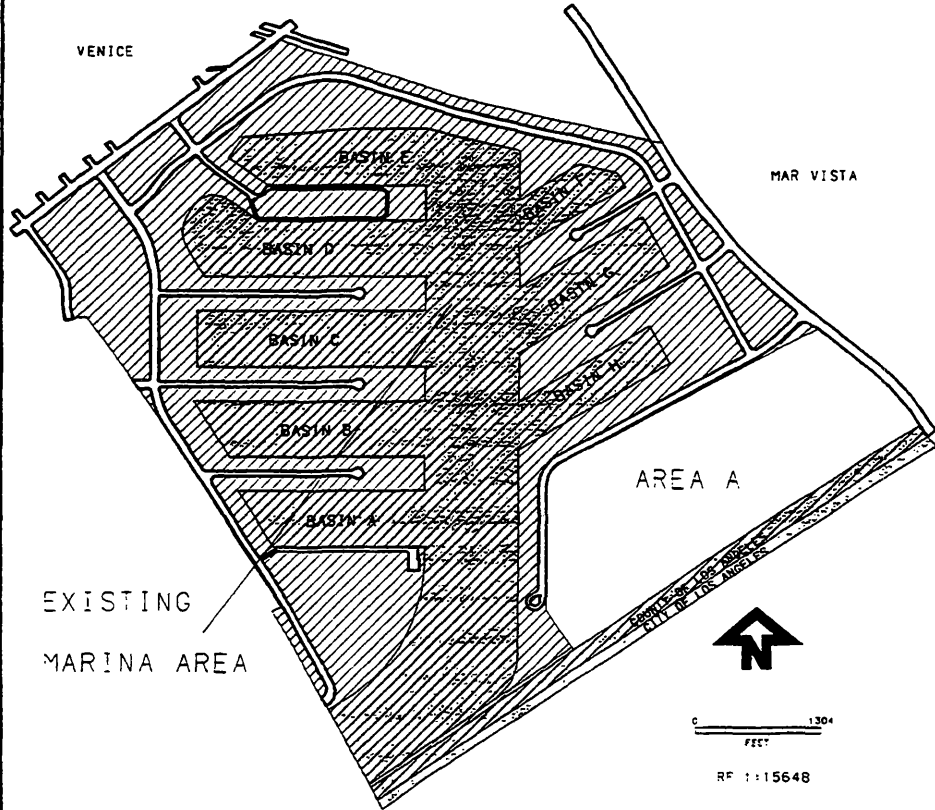 VENICE
MAR VISTA
BASIN E
BASIN F
BASIN D
BASIN G
BASIN C
BASIN H
BASIN B
AREA A
BASIN A
COUNTY OF LOS ANGELES
CITY OF LOS ANGELES
EXISTING
MARINA AREA
N
0 1304
FEET
RF 1:15648